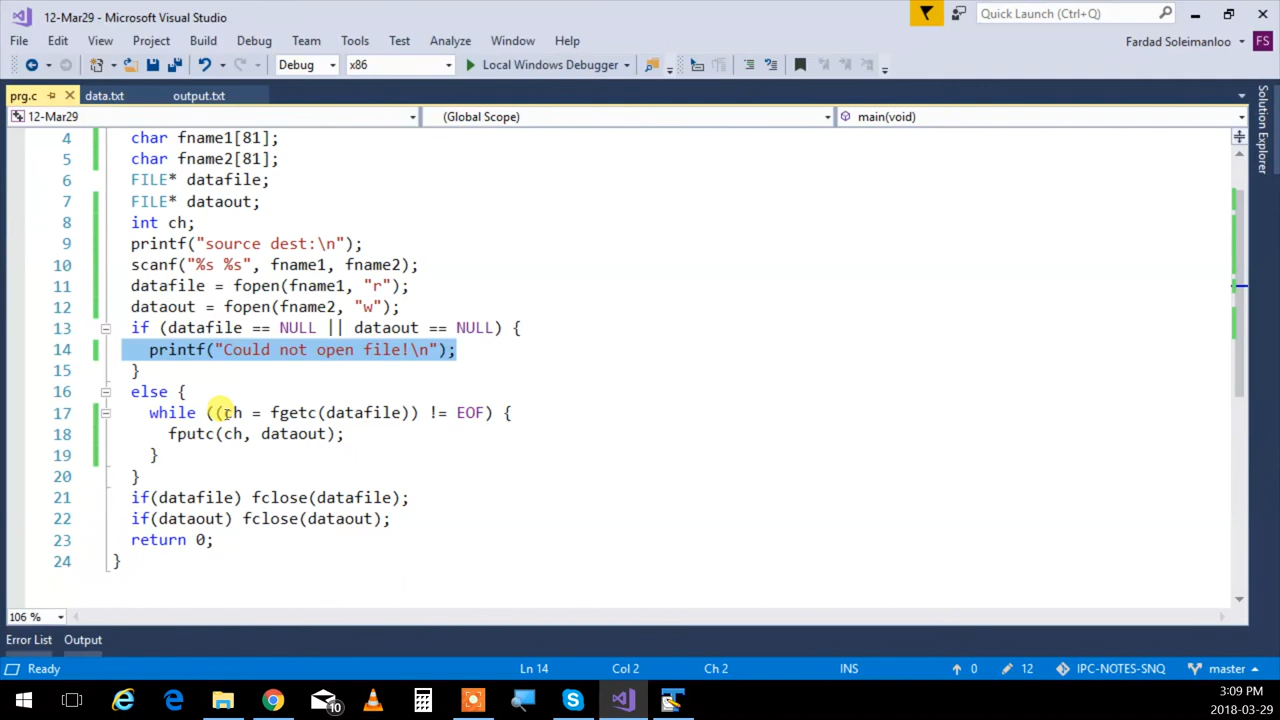 12-Mar29 - Microsoft Visual Studio
Quick Launch (Ctrl+Q)
File Edit View Project Build Debug Team Tools Test Analyze Window Help
Fardad Soleimanloo FS
Debug x86 Local Windows Debugger
prg.c data.txt output.txt
12-Mar29 (Global Scope) main(void)
Solution Explorer
4 char fname1[81];
5 char fname2[81];
6 FILE* datafile;
7 FILE* dataout;
8 int ch;
9 printf("source dest:\n");
10 scanf("%s %s", fname1, fname2);
11 datafile = fopen(fname1, "r");
12 dataout = fopen(fname2, "w");
13 if (datafile == NULL || dataout == NULL) {
14 printf("Could not open file!\n");
15 }
16 else {
17 while ((ch = fgetc(datafile)) != EOF) {
18 fputc(ch, dataout);
19 }
20 }
21 if(datafile) fclose(datafile);
22 if(dataout) fclose(dataout);
23 return 0;
24 }
106 %
Error List Output
Ready Ln 14 Col 2 Ch 2 INS 0 12 IPC-NOTES-SNQ master
10
3:09 PM
2018-03-29